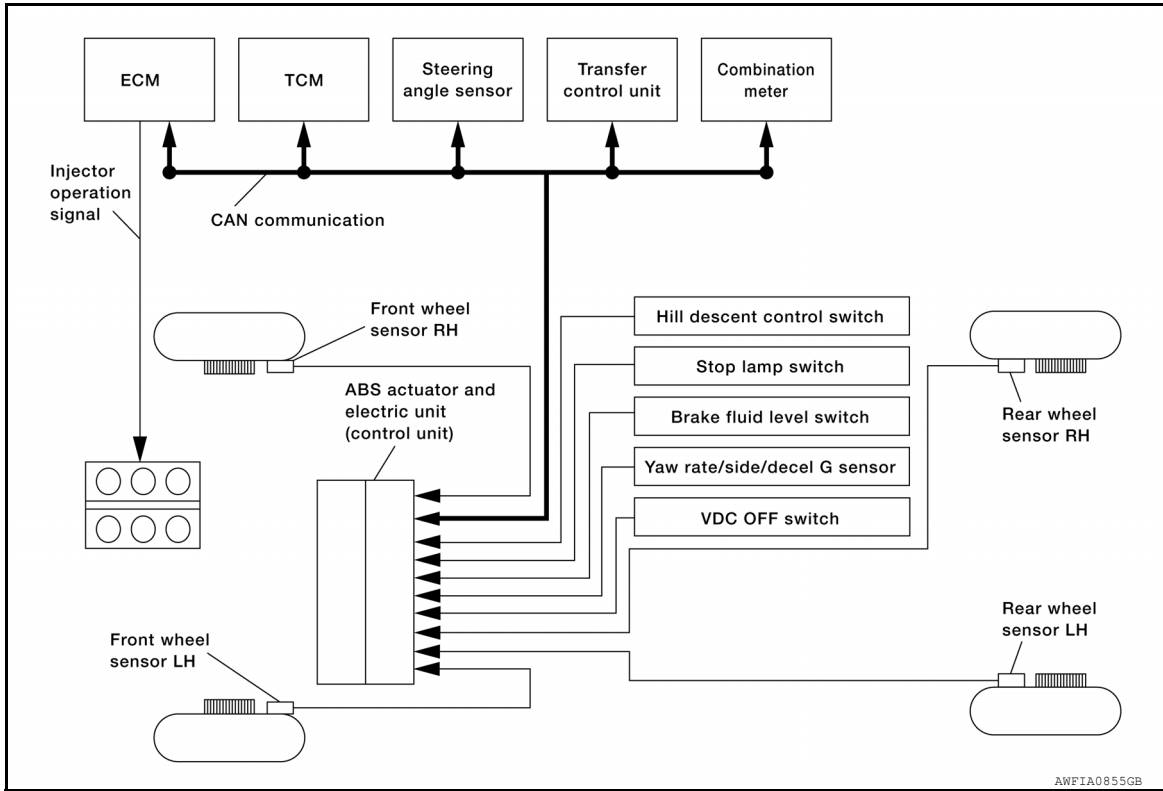 ECM
TCM
Steering
angle sensor
Transfer
control unit
Combination
meter
Injector
operation
signal
CAN communication
Front wheel
sensor RH
Hill descent control switch
ABS actuator and
electric unit
(control unit)
Stop lamp switch
Brake fluid level switch
Yaw rate/side/decel G sensor
VDC OFF switch
Rear wheel
sensor RH
Front wheel
sensor LH
Rear wheel
sensor LH
AWFIA0855GB